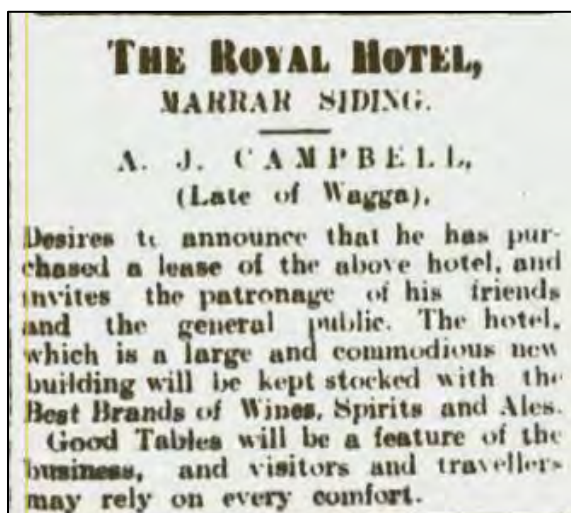 THE ROYAL HOTEL,
MARRAR SIDING.
A. J. CAMPBELL,
(Late of Wagga),
Desires to announce that he has pur-
chased a lease of the above hotel, and
invites the patronage of his friends
and the general public. The hotel,
which is a large and commodious new
building will be kept stocked with the
Best Brands of Wines, Spirits and Ales.
Good Tables will be a feature of the
business, and visitors and travellers
may rely on every comfort.